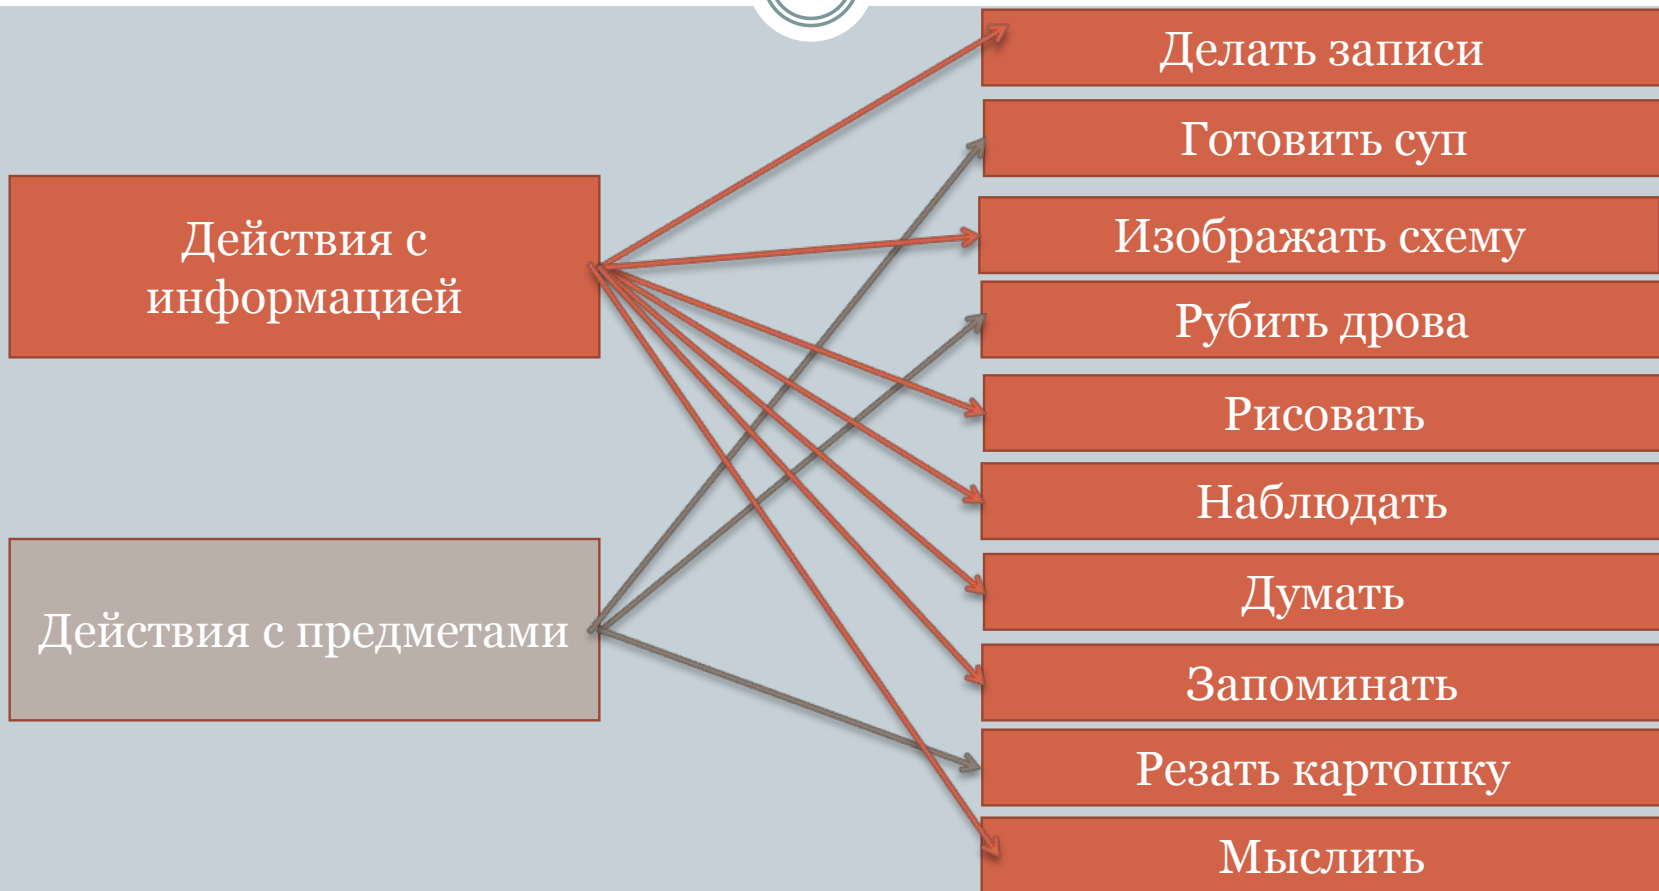 Действия с
информацией
Действия с предметами
Делать записи
Готовить суп
Изображать схему
Рубить дрова
Рисовать
Наблюдать
Думать
Запоминать
Резать картошку
Мыслить